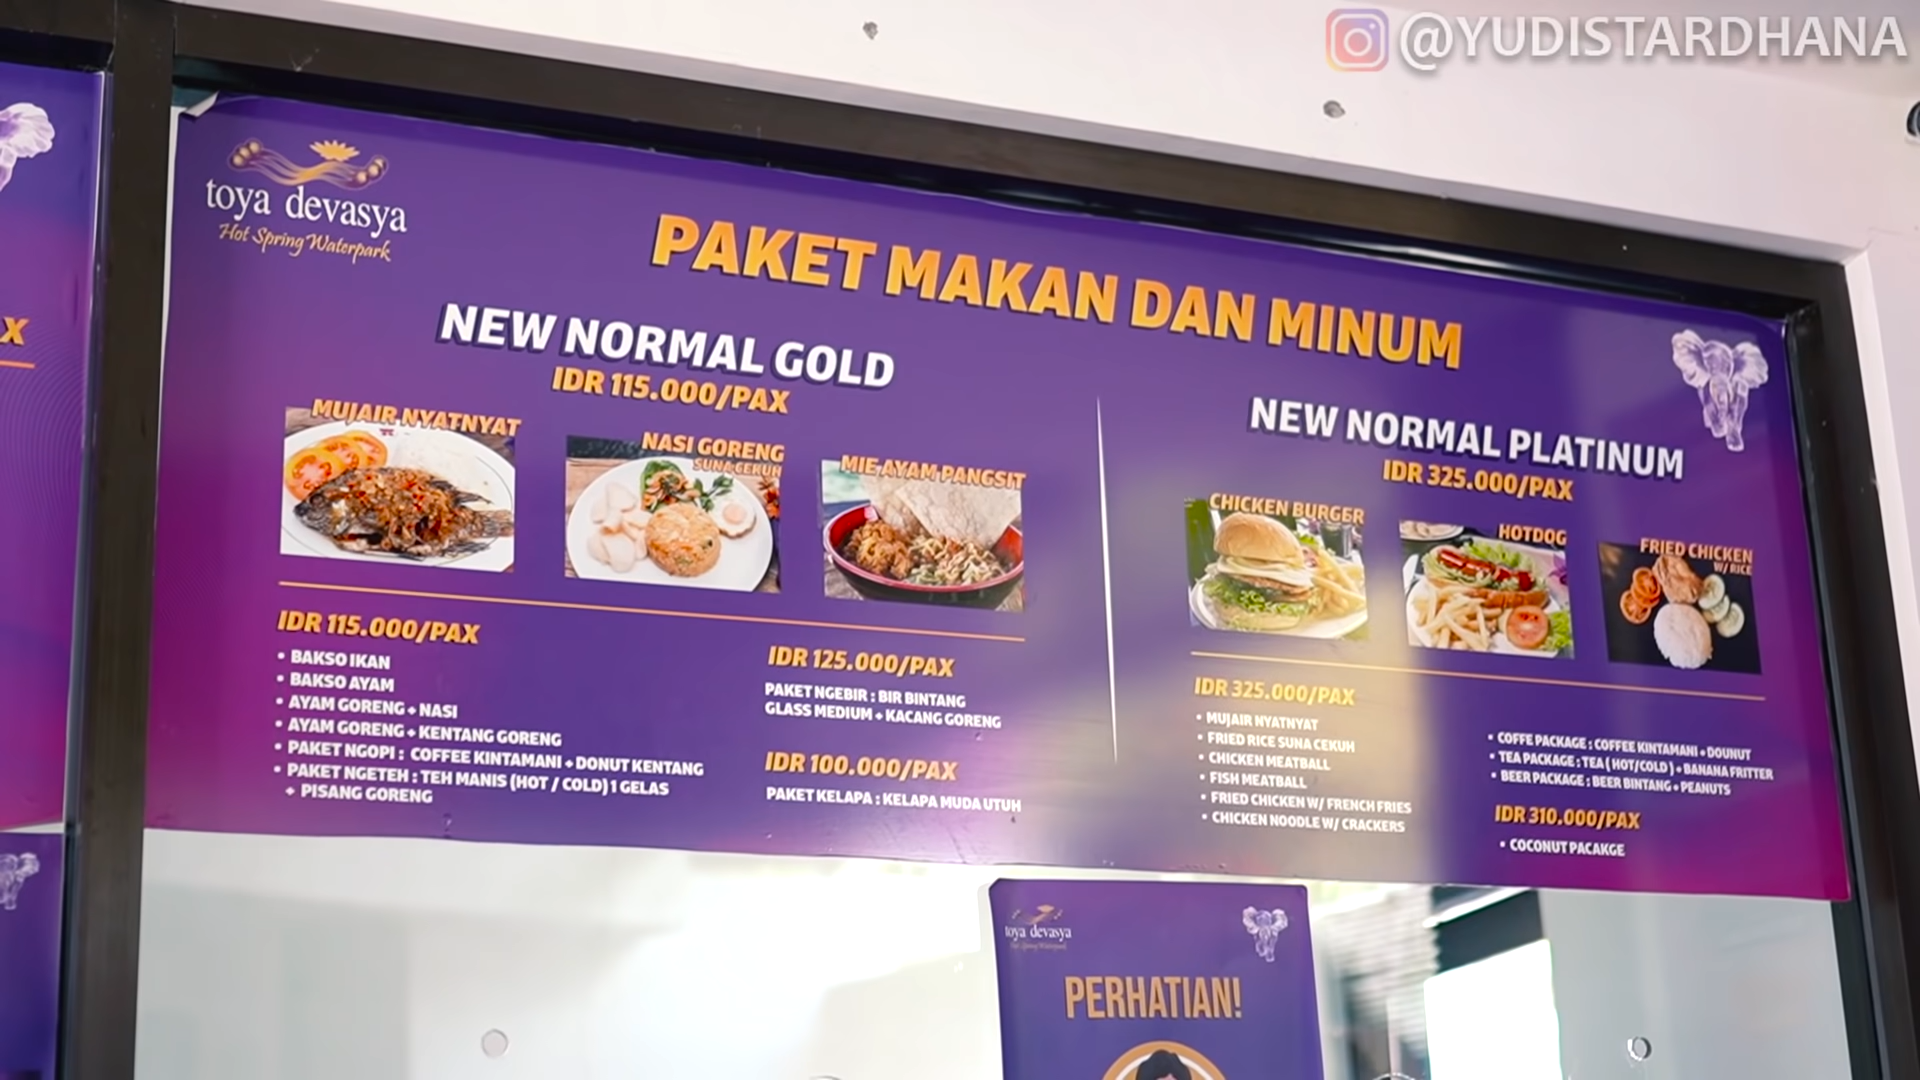 @YUDISTARDHANA
X
toya devasya
Hot Spring Waterpark
PAKET MAKAN DAN MINUM
NEW NORMAL GOLD
IDR 115.000/PAX
MUJAIR NYATNYAT
NASI GORENG
SUNA CEKUH
MIE AYAM PANGSIT
IDR 115.000/PAX
• BAKSO IKAN
• BAKSO AYAM
• AYAM GORENG + NASI
• AYAM GORENG + KENTANG GORENG
• PAKET NGOPI : COFFEE KINTAMANI + DONUT KENTANG
• PAKET NGETEH : TEH MANIS (HOT / COLD) 1 GELAS
+ PISANG GORENG
IDR 125.000/PAX
PAKET NGEBIR : BIR BINTANG
GLASS MEDIUM + KACANG GORENG
IDR 100.000/PAX
PAKET KELAPA : KELAPA MUDA UTUH
NEW NORMAL PLATINUM
IDR 325.000/PAX
CHICKEN BURGER
HOTDOG
FRIED CHICKEN
W/ RICE
IDR 325.000/PAX
• MUJAIR NYATNYAT
• FRIED RICE SUNA CEKUH
• CHICKEN MEATBALL
• FISH MEATBALL
• FRIED CHICKEN W/ FRENCH FRIES
• CHICKEN NOODLE W/ CRACKERS
• COFFE PACKAGE : COFFEE KINTAMANI + DOUNUT
• TEA PACKAGE : TEA ( HOT/COLD ) + BANANA FRITTER
• BEER PACKAGE : BEER BINTANG + PEANUTS
IDR 310.000/PAX
• COCONUT PACAKGE
toya devasya
Hot Spring Waterpark
PERHATIAN!